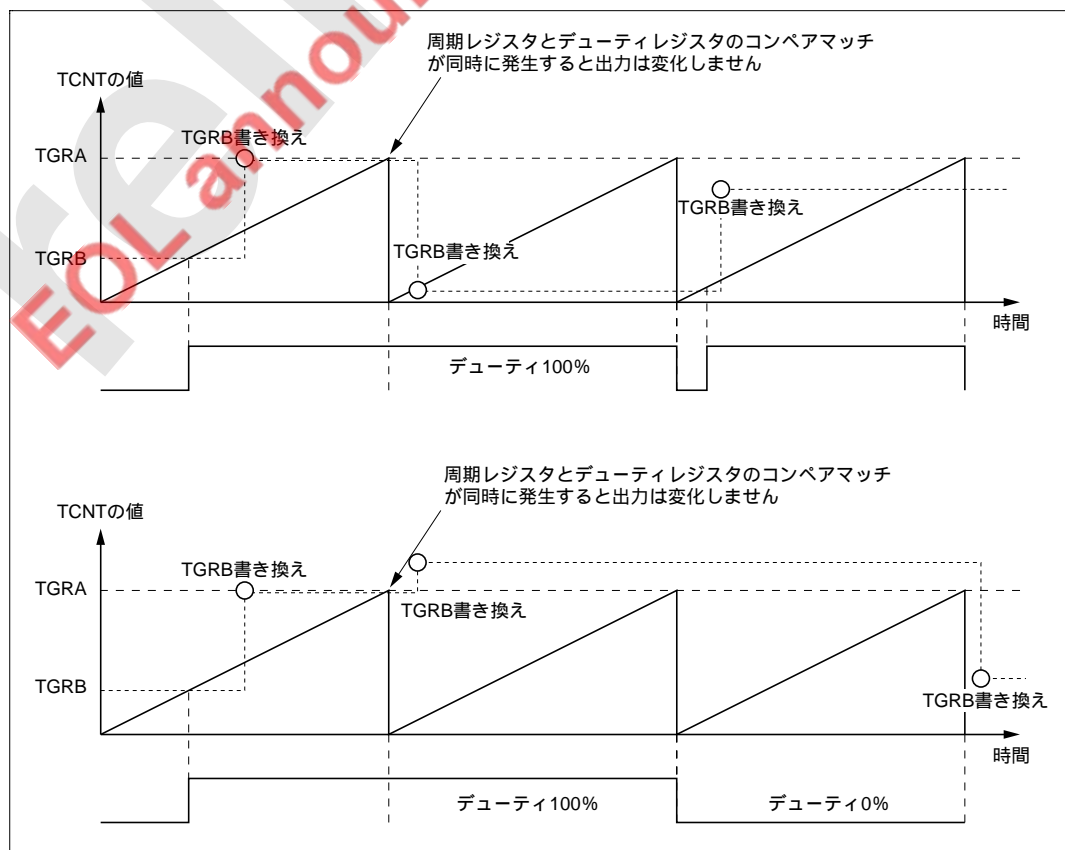 周期レジスタとデューティレジスタのコンペアマッチ
が同時に発生すると出力は変化しません
TCNTの値
TGRB書き換え
TGRA
TGRB書き換え
TGRB書き換え
TGRB
時間
デューティ100%
EOL announ
周期レジスタとデューティレジスタのコンペアマッチ
が同時に発生すると出力は変化しません
TCNTの値
TGRB書き換え
TGRA
TGRB書き換え
TGRB
TGRB書き換え
時間
デューティ100%
デューティ0%